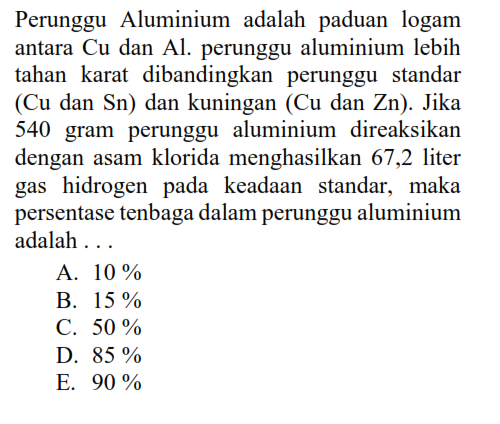 Perunggu Aluminium adalah paduan logam
antara Cu dan Al. perunggu aluminium lebih
tahan karat dibandingkan perunggu standar
(Cu dan Sn) dan kuningan (Cu dan Zn). Jika
540 gram perunggu aluminium direaksikan
dengan asam klorida menghasilkan 67,2 liter
gas hidrogen pada keadaan standar, maka
persentase tenbaga dalam perunggu aluminium
adalah . . .
A. 10 %
B. 15 %
C. 50 %
D. 85 %
E. 90 %